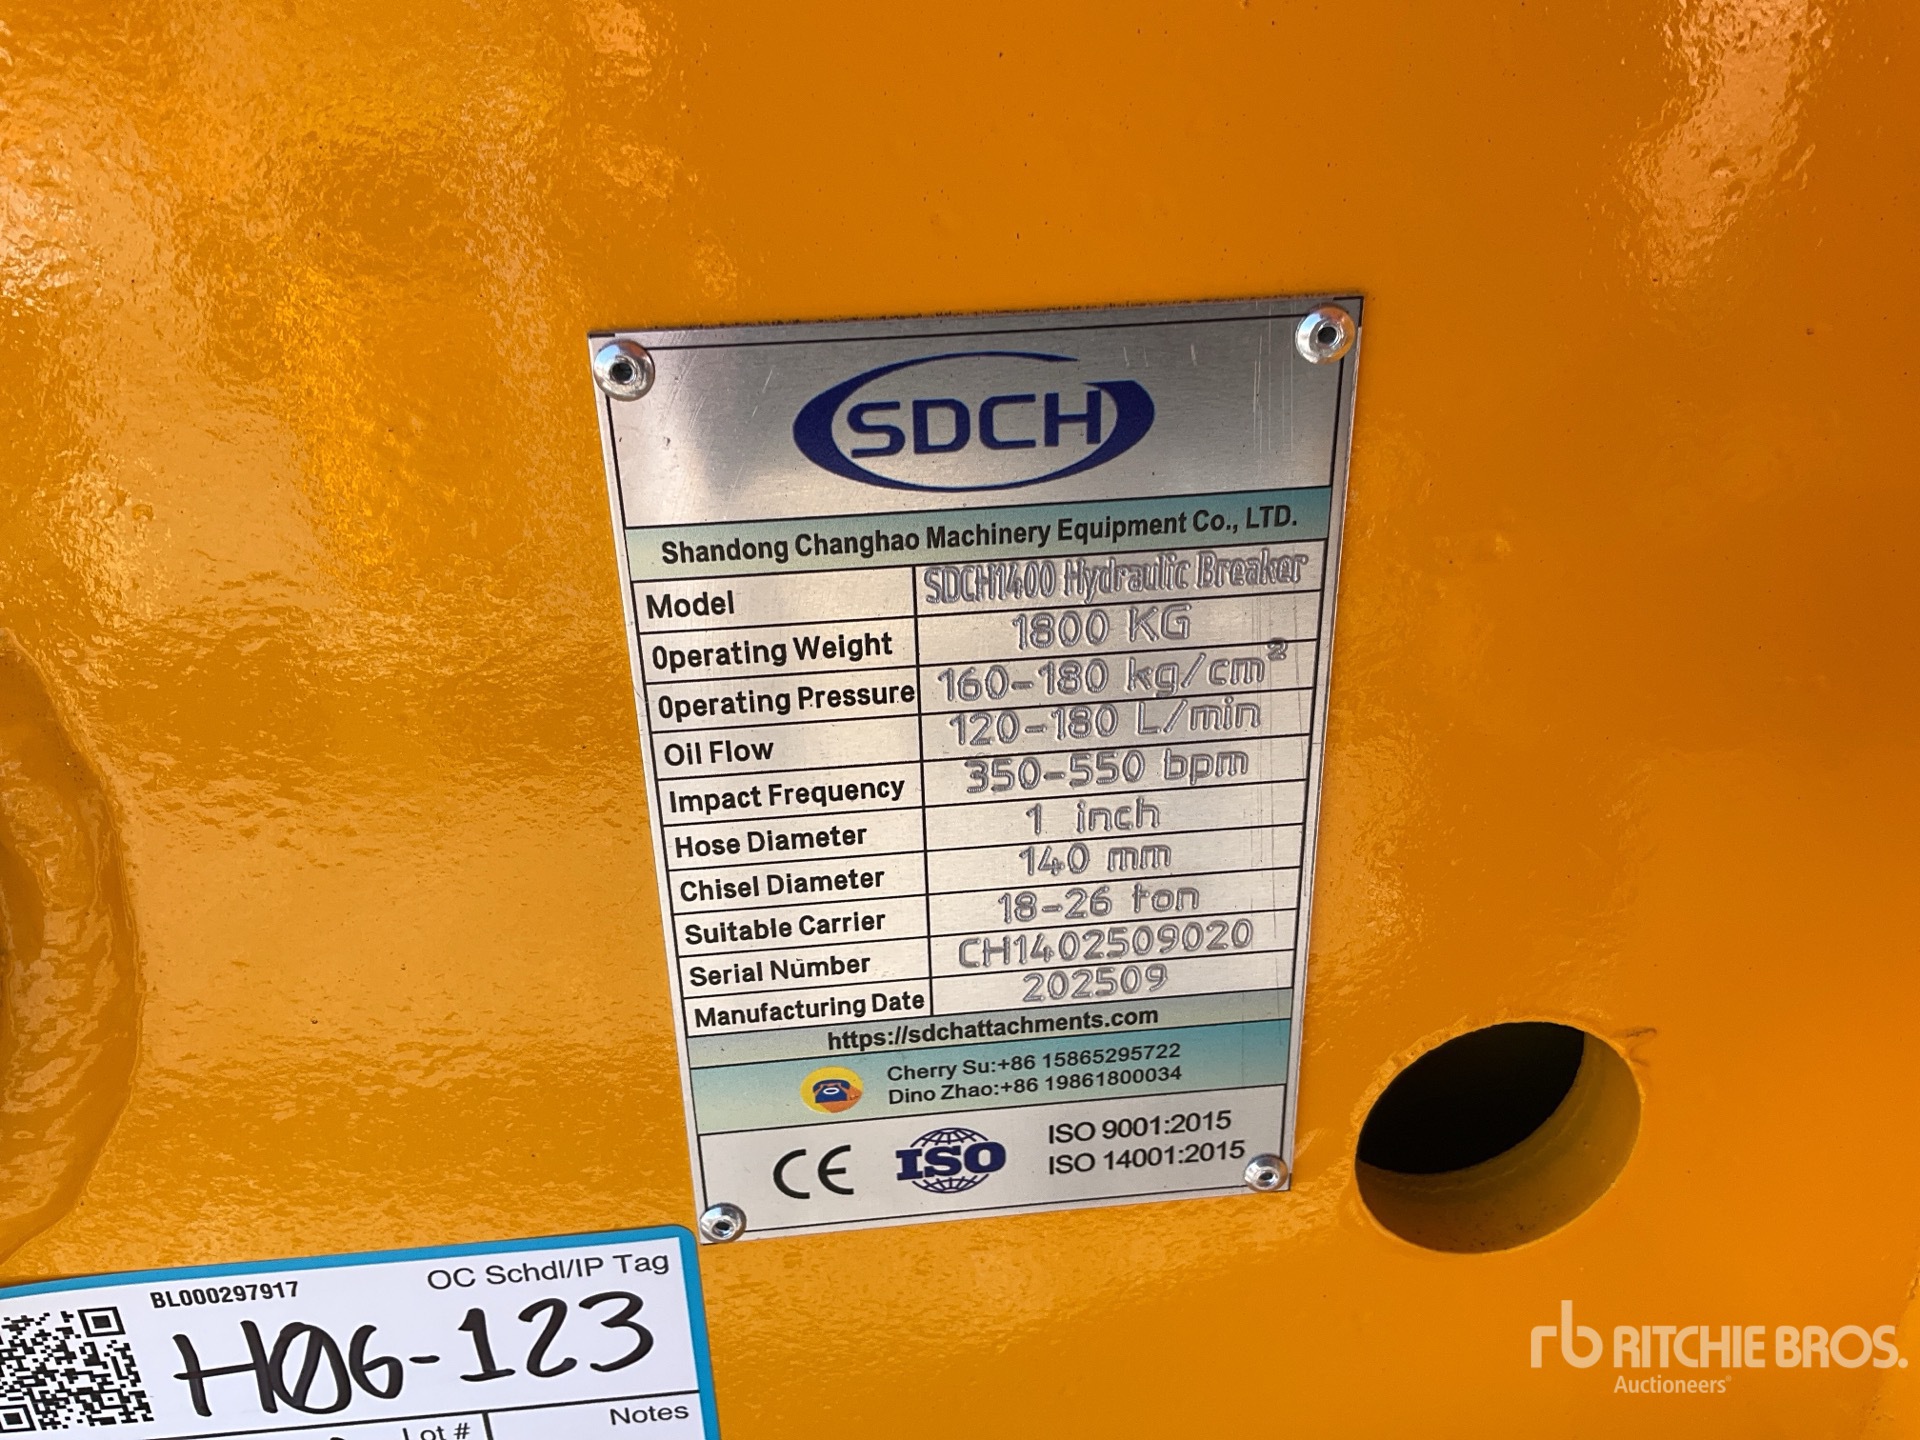 SDCH
Shandong Changhao Machinery Equipment Co., LTD.
Model SDCH1400 Hydraulic Breaker
Operating Weight 1800 KG
Operating Pressure 160-180 kg/cm²
Oil Flow 120-180 L/min
Impact Frequency 350-550 bpm
Hose Diameter 1 inch
Chisel Diameter 140 mm
Suitable Carrier 18-26 ton
Serial Number CH1402509020
Manufacturing Date 202509
https://sdchattachments.com
Cherry Su:+86 15865295722
Dino Zhao:+86 19861800034
CE ISO ISO 9001:2015
ISO 14001:2015
BL000297917 OC Schdl/IP Tag
HØ6-123
Lot # Notes
rb RITCHIE BROS.
Auctioneers